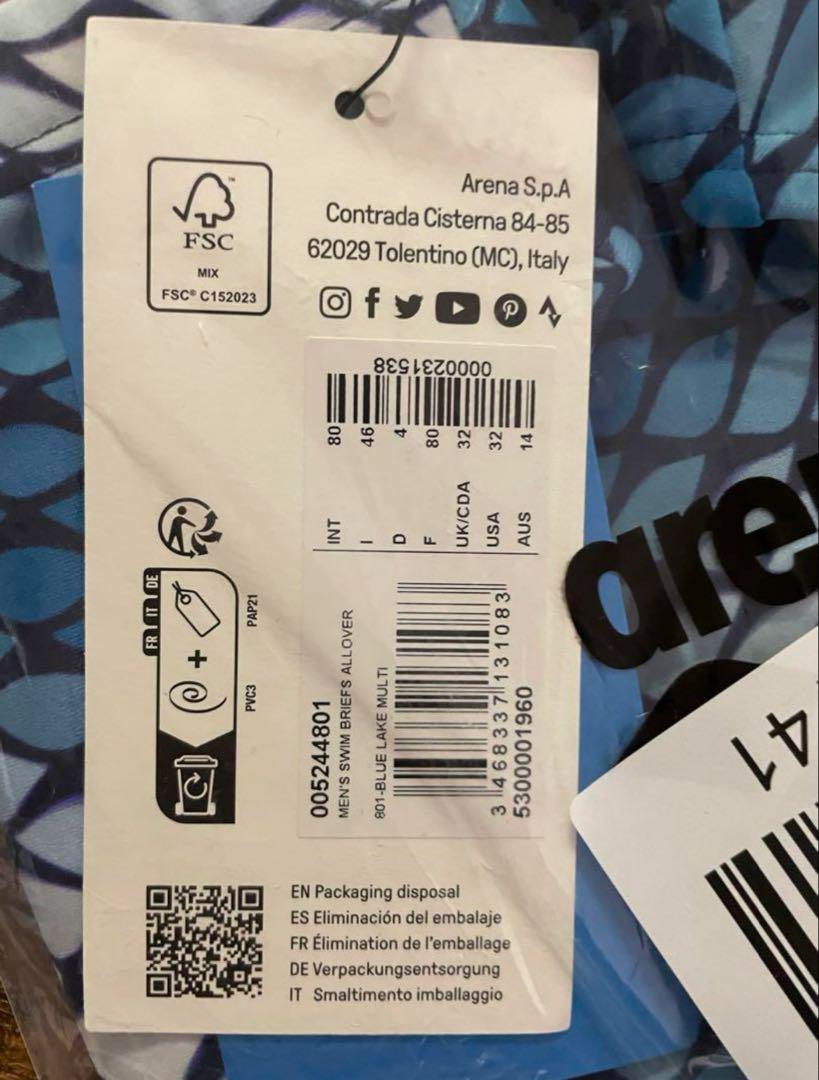 Arena S.p.A
Contrada Cisterna 84-85
62029 Tolentino (MC), Italy
FSC
MIX
FSC® C152023
0000231538
INT 80
I 46
D 4
F 80
UK/CDA 32
USA 32
AUS 14
005244801
MEN'S SWIM BRIEFS ALLOVER
801-BLUE LAKE MULTI
3 468337 131083
5300001960
FR IT DE
PAP21
PVC3
EN Packaging disposal
ES Eliminación del embalaje
FR Élimination de l'emballage
DE Verpackungsentsorgung
IT Smaltimento imballaggio
41